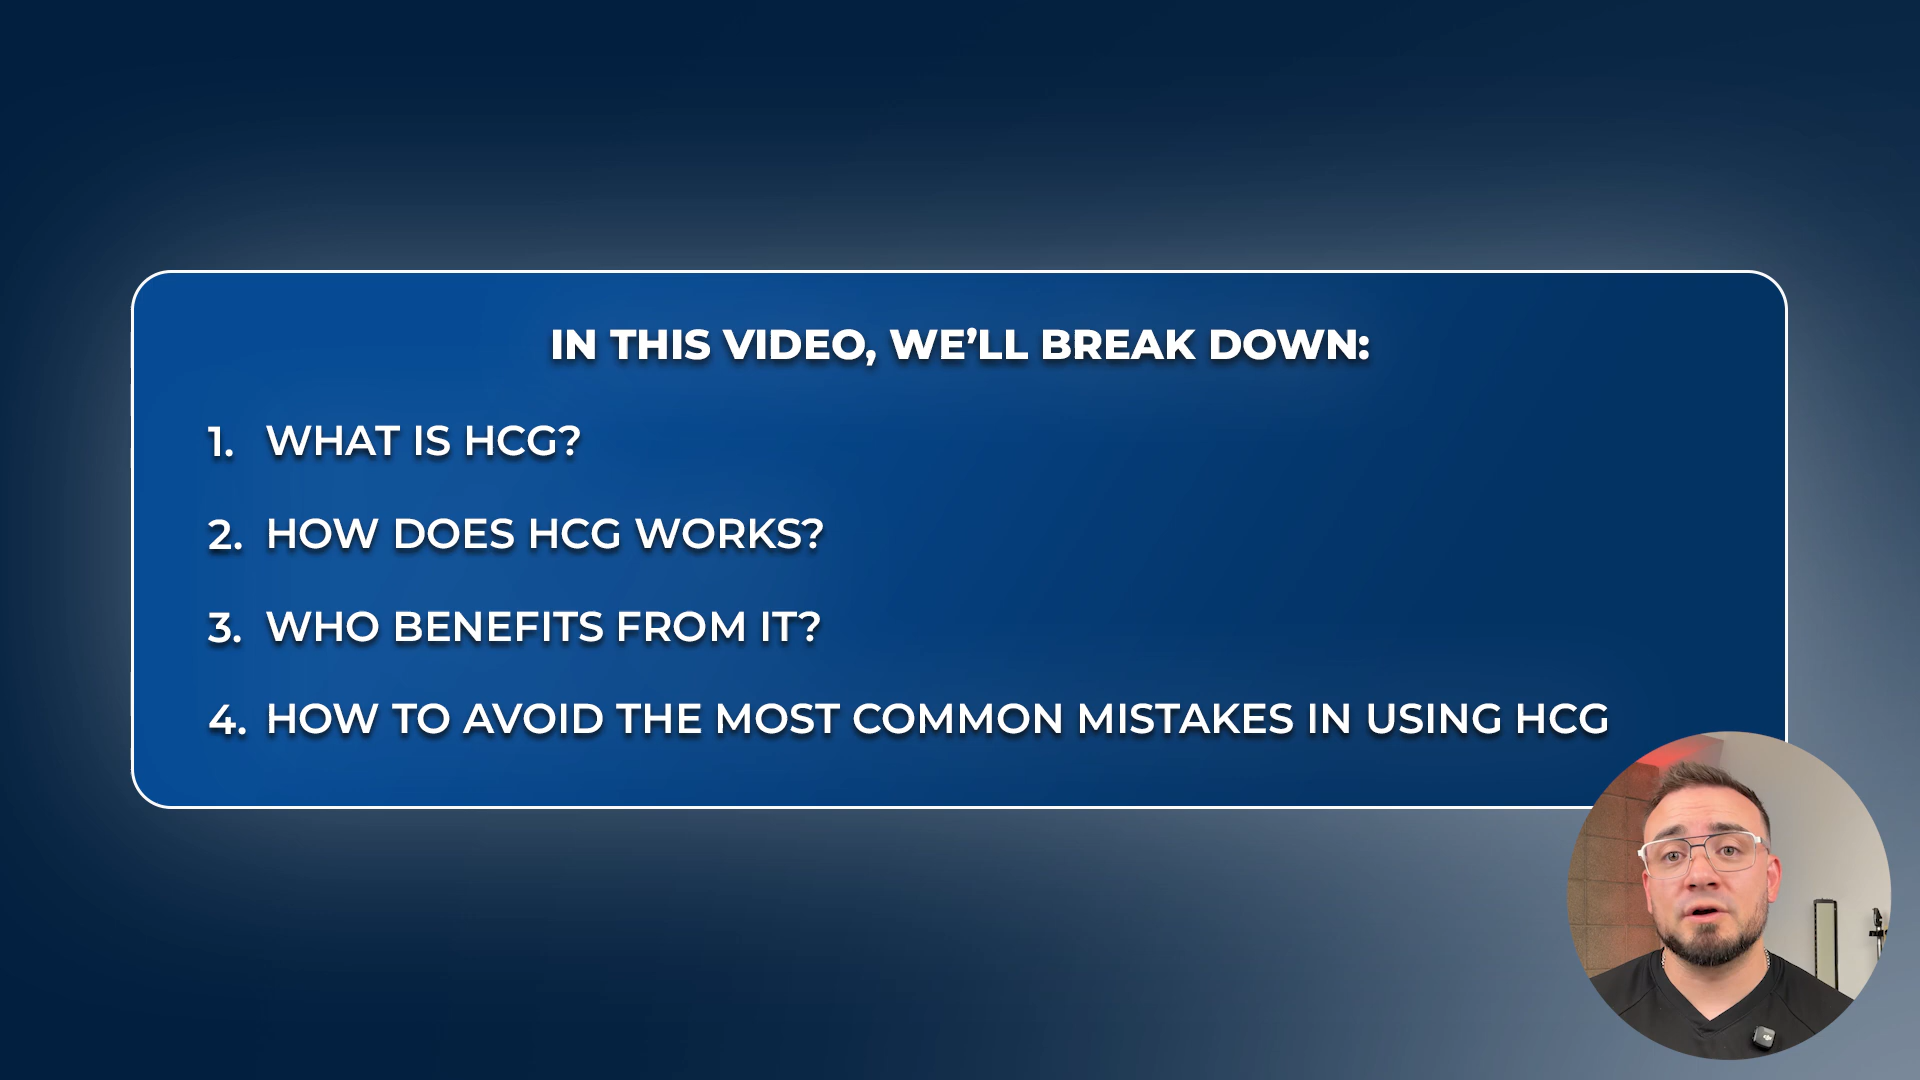 IN THIS VIDEO, WE’LL BREAK DOWN:
1. WHAT IS HCG?
2. HOW DOES HCG WORKS?
3. WHO BENEFITS FROM IT?
4. HOW TO AVOID THE MOST COMMON MISTAKES IN USING HCG